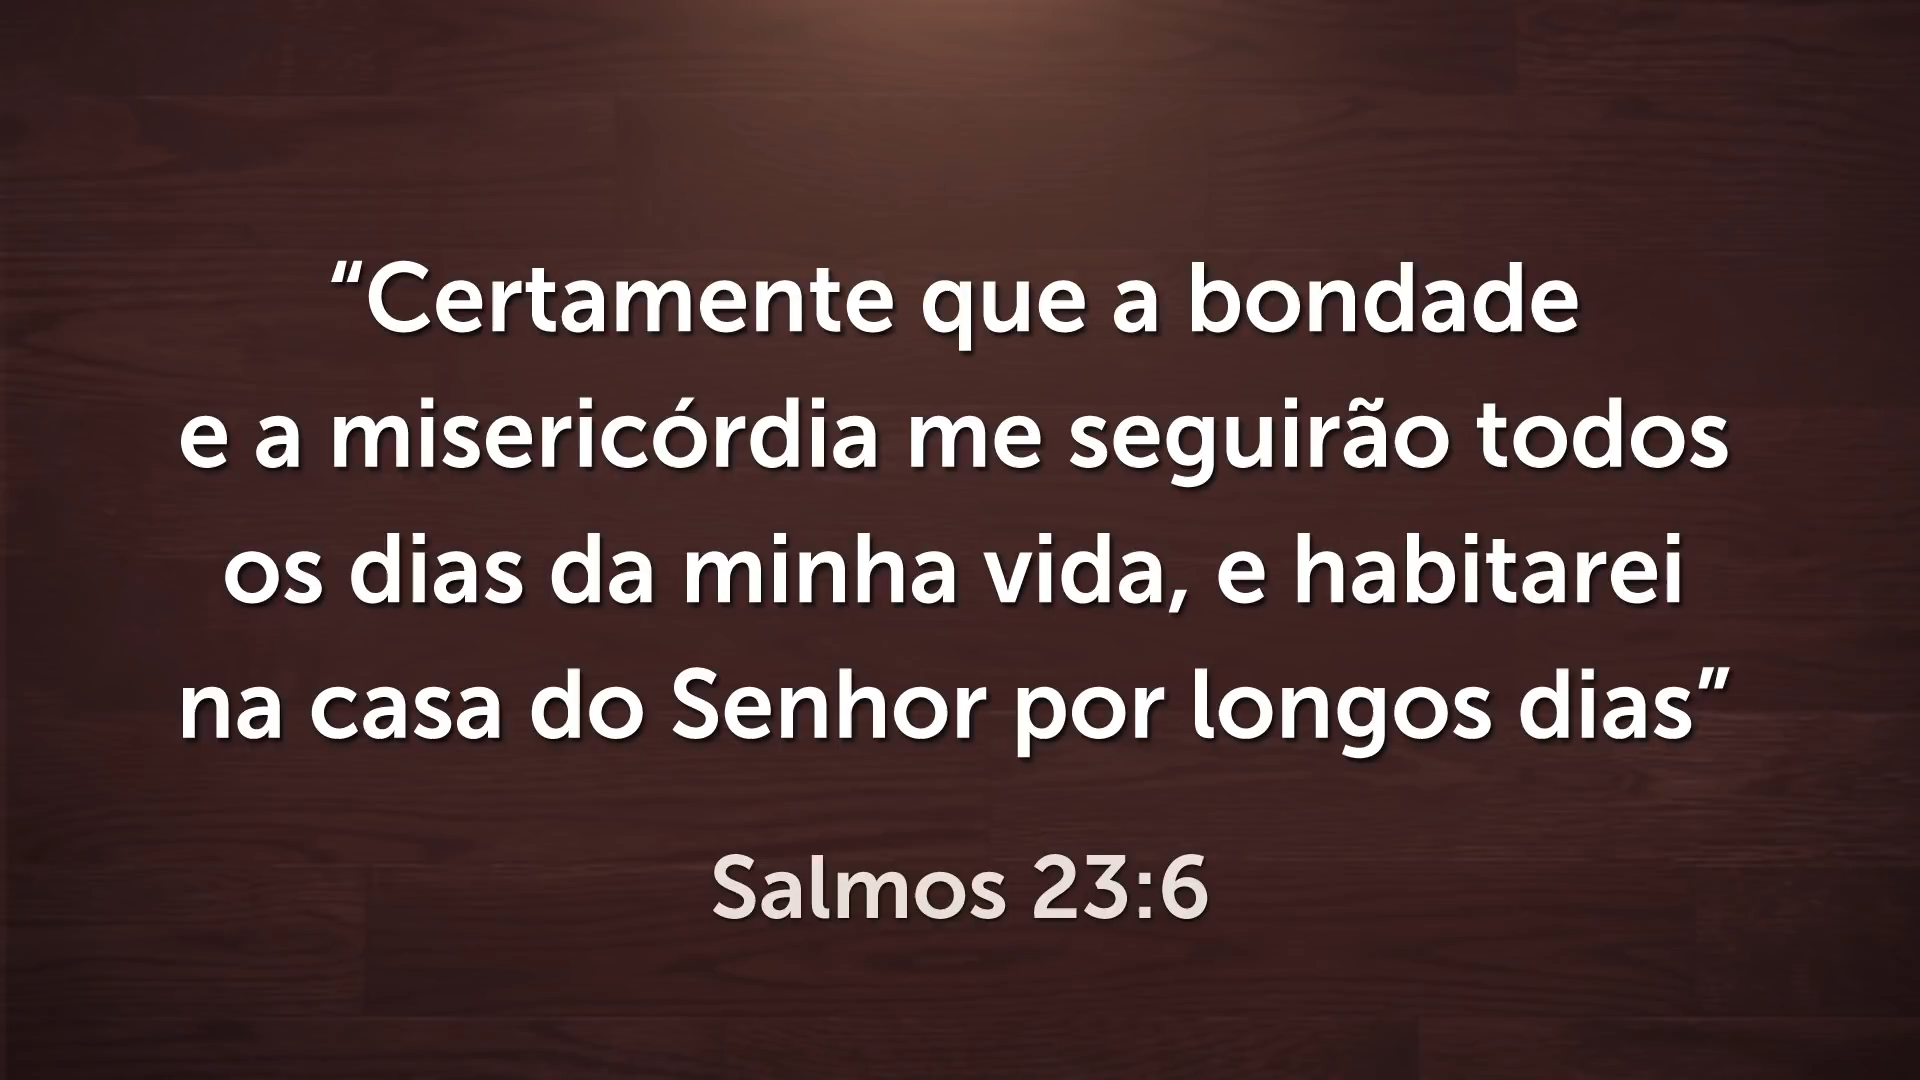 “Certamente que a bondade
e a misericórdia me seguirão todos
os dias da minha vida, e habitarei
na casa do Senhor por longos dias”
Salmos 23:6